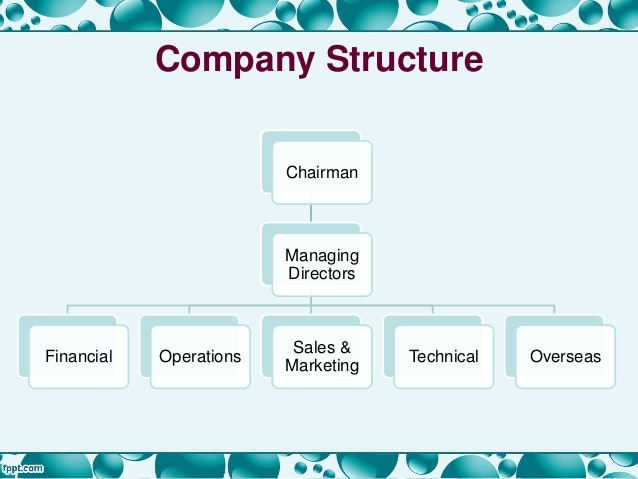 Company Structure
Chairman
Managing
Directors
Financial
Operations
Sales &
Marketing
Technical
Overseas
fppt.com